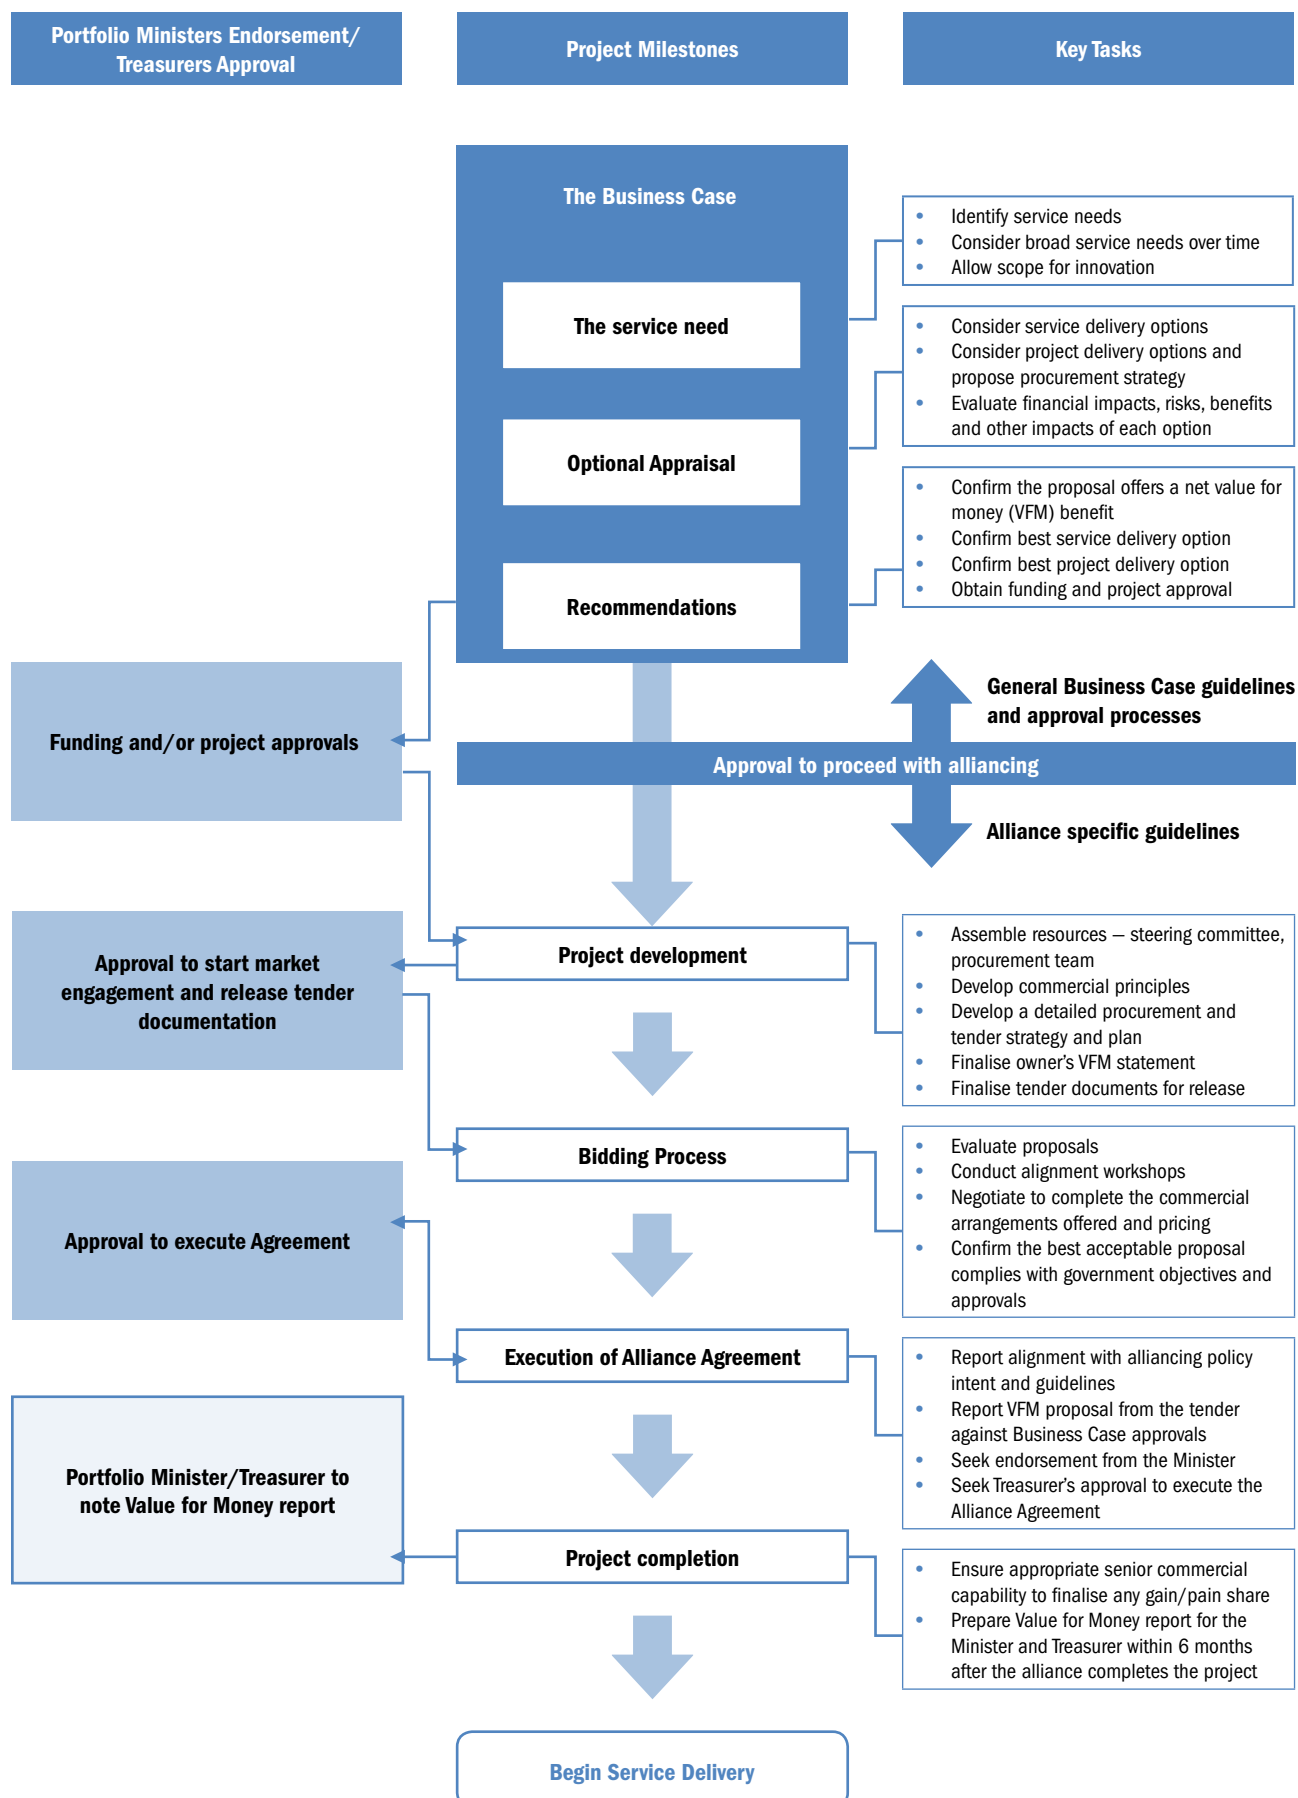 Portfolio Ministers Endorsement/
Treasurers Approval
Project Milestones
Key Tasks
The Business Case
The service need
Optional Appraisal
Recommendations
• Identify service needs
• Consider broad service needs over time
• Allow scope for innovation
• Consider service delivery options
• Consider project delivery options and
propose procurement strategy
• Evaluate financial impacts, risks, benefits
and other impacts of each option
• Confirm the proposal offers a net value for
money (VFM) benefit
• Confirm best service delivery option
• Confirm best project delivery option
• Obtain funding and project approval
General Business Case guidelines
and approval processes
Funding and/or project approvals
Approval to proceed with alliancing
Alliance specific guidelines
Approval to start market
engagement and release tender
documentation
Project development
• Assemble resources — steering committee,
procurement team
• Develop commercial principles
• Develop a detailed procurement and
tender strategy and plan
• Finalise owner's VFM statement
• Finalise tender documents for release
Bidding Process
• Evaluate proposals
• Conduct alignment workshops
• Negotiate to complete the commercial
arrangements offered and pricing
• Confirm the best acceptable proposal
complies with government objectives and
approvals
Approval to execute Agreement
Execution of Alliance Agreement
• Report alignment with alliancing policy
intent and guidelines
• Report VFM proposal from the tender
against Business Case approvals
• Seek endorsement from the Minister
• Seek Treasurer's approval to execute the
Alliance Agreement
Portfolio Minister/Treasurer to
note Value for Money report
Project completion
• Ensure appropriate senior commercial
capability to finalise any gain/pain share
• Prepare Value for Money report for the
Minister and Treasurer within 6 months
after the alliance completes the project
Begin Service Delivery